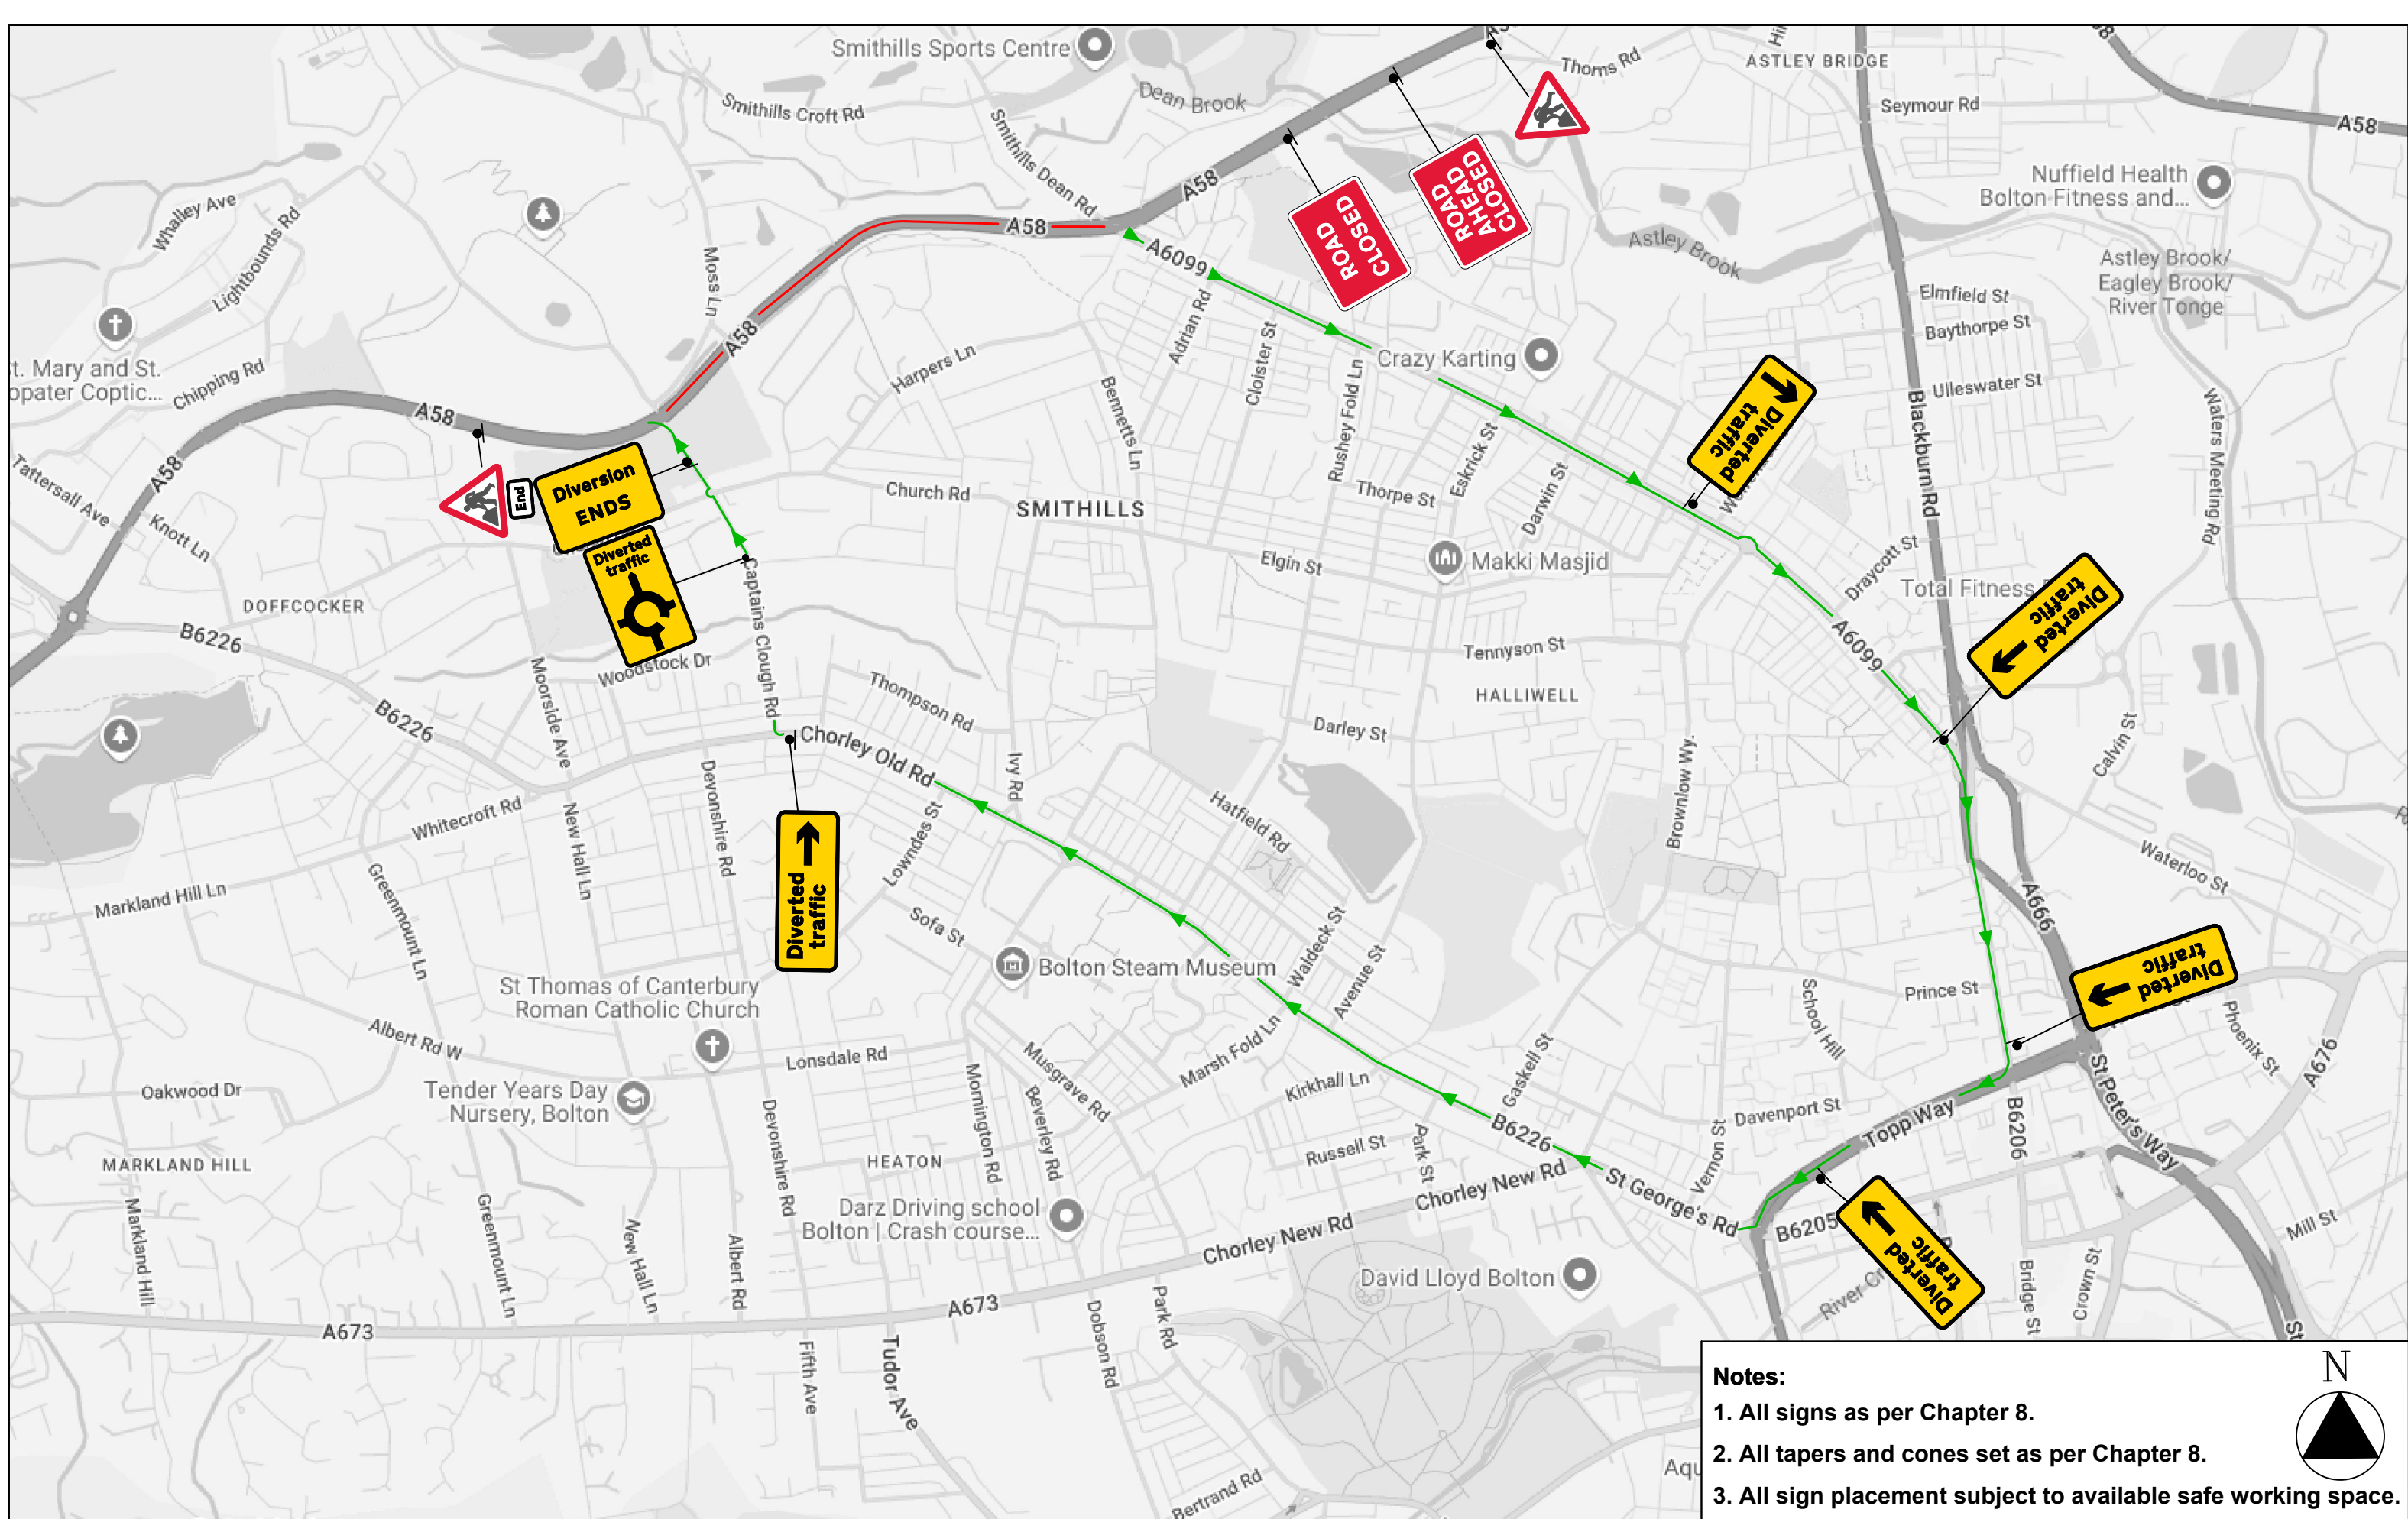 Smithills Sports Centre
Thorns Rd
ASTLEY BRIDGE
Seymour Rd
A58
Dean Brook
Smithills Croft Rd
Smithills Dean Rd
ROAD
AHEAD
CLOSED
ROAD
CLOSED
Nuffield Health
Bolton Fitness and...
Whalley Ave
Lightbounds Rd
Moss Ln
A58
A58
A6099
Astley Brook
Astley Brook/
Eagley Brook/
River Tonge
Elmfield St
Baythorpe St
Ulleswater St
Blackburn Rd
Waters Meeting Rd
t. Mary and St.
opater Coptic...
Chipping Rd
A58
A58
A58
Tattersall Ave
Knott Ln
Harpers Ln
Bennetts Ln
Adrian Rd
Cloister St
Rushey Fold Ln
Crazy Karting
Eskrick St
Darwin St
Thorpe St
Diverted
traffic
End
Diversion
ENDS
Diverted
traffic
Church Rd
SMITHILLS
Elgin St
Makki Masjid
Draycott St
Total Fitness
Diverted
traffic
A6099
DOFFCOCKER
B6226
B6226
Captains Clough Rd
Woodstock Dr
Moorside Ave
Thompson Rd
Tennyson St
HALLIWELL
Darley St
Chorley Old Rd
Ivy Rd
Devonshire Rd
New Hall Ln
Whitecroft Rd
Markland Hill Ln
Greenmount Ln
Lowndes St
Hatfield Rd
Brownlow Wy.
Calvin St
Waterloo St
A666
Diverted
traffic
Sofa St
Bolton Steam Museum
Waldeck St
Avenue St
Prince St
School Hill
Diverted
traffic
Phoenix St
A676
St Thomas of Canterbury
Roman Catholic Church
Albert Rd W
Lonsdale Rd
Musgrave Rd
Marsh Fold Ln
Kirkhall Ln
Gaskell St
Oakwood Dr
Tender Years Day
Nursery, Bolton
Mornington Rd
Beverley Rd
Devonshire Rd
B6226
Davenport St
Topp Way
B6206
St Peter's Way
MARKLAND HILL
HEATON
Russell St
Park St
Chorley New Rd
St George's Rd
Vernon St
B6205
Diverted
traffic
Mill St
Markland Hill
Greenmount Ln
New Hall Ln
Albert Rd
Darz Driving school
Bolton | Crash course...
Chorley New Rd
David Lloyd Bolton
Bridge St
Crown St
A673
A673
Fifth Ave
Tudor Ave
Dobson Rd
Park Rd
Bertrand Rd
St
Notes:
N
1. All signs as per Chapter 8.
2. All tapers and cones set as per Chapter 8.
3. All sign placement subject to available safe working space.